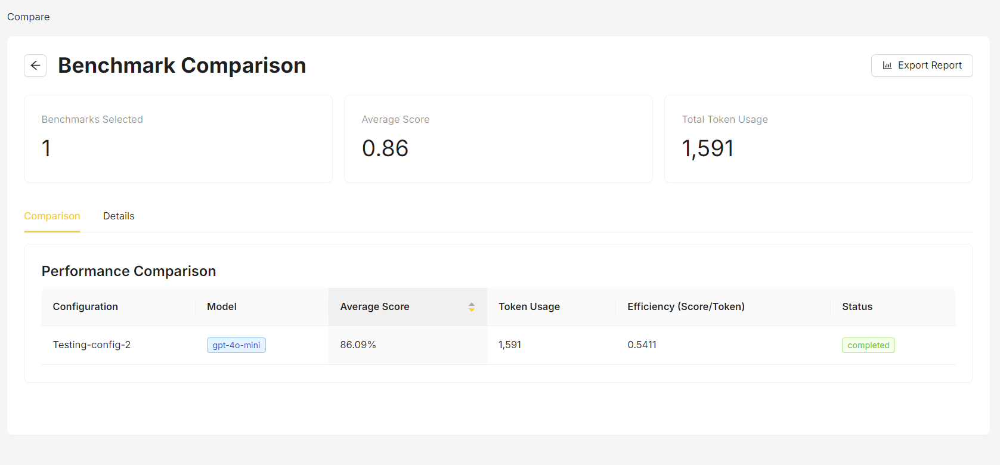 Compare
Benchmark Comparison
Export Report
Benchmarks Selected
1
Average Score
0.86
Total Token Usage
1,591
Comparison Details
Performance Comparison
Configuration Model Average Score Token Usage Efficiency (Score/Token) Status
Testing-config-2 gpt-4o-mini 86.09% 1,591 0.5411 completed